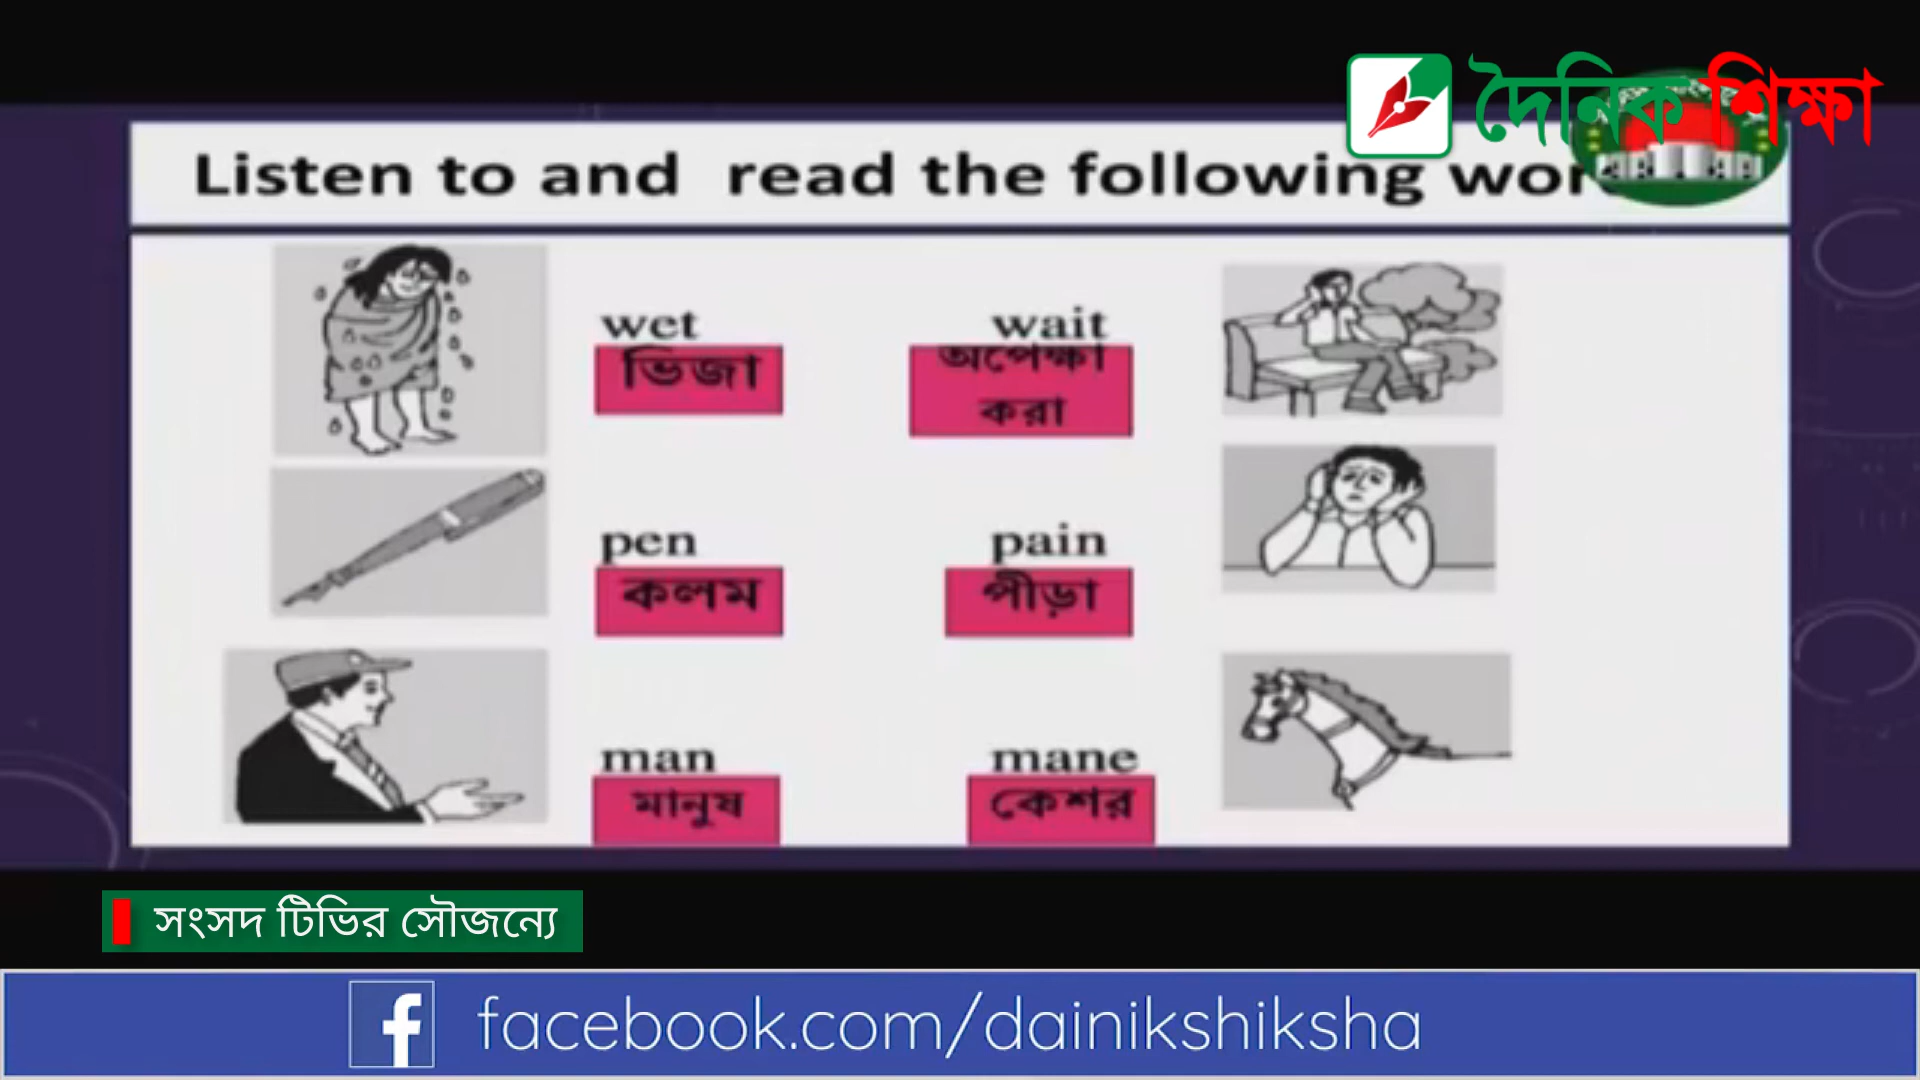 দৈনিক শিক্ষা
Listen to and read the following
wet
wait
ভিজা
অপেক্ষা
করা
pen
pain
কলম
পীড়া
man
mane
মানুষ
কেশর
সংসদ টিভির সৌজন্যে
facebook.com/dainikshiksha